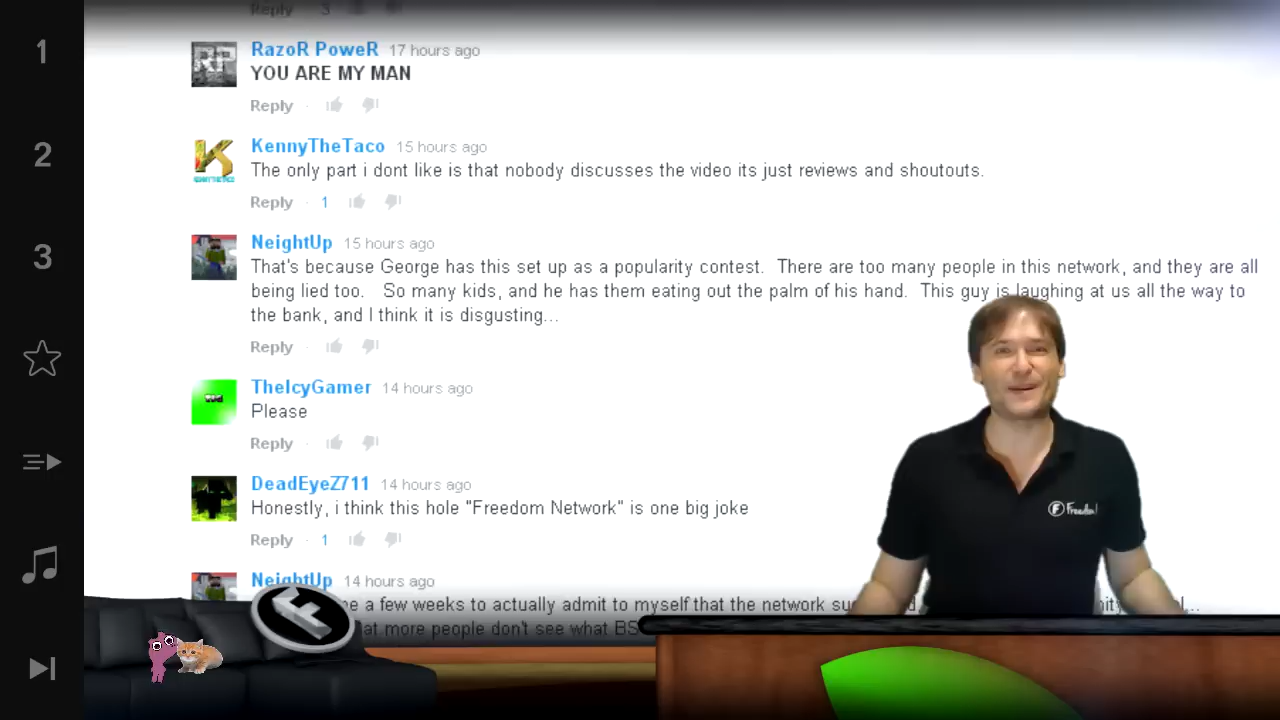 Reply 3
1
RazoR PoweR 17 hours ago
YOU ARE MY MAN
Reply
2
KennyTheTaco 15 hours ago
The only part i dont like is that nobody discusses the video its just reviews and shoutouts.
Reply · 1
3
NeightUp 15 hours ago
That's because George has this set up as a popularity contest. There are too many people in this network, and they are all
being lied too. So many kids, and he has them eating out the palm of his hand. This guy is laughing at us all the way to
the bank, and I think it is disgusting...
Reply
TheIcyGamer 14 hours ago
Please
Reply
DeadEyeZ711 14 hours ago
Honestly, i think this hole "Freedom Network" is one big joke
Reply · 1
NeightUp 14 hours ago
a few weeks to actually admit to myself that the network
that more people don't see what BS
RP
K
Freedom!
F